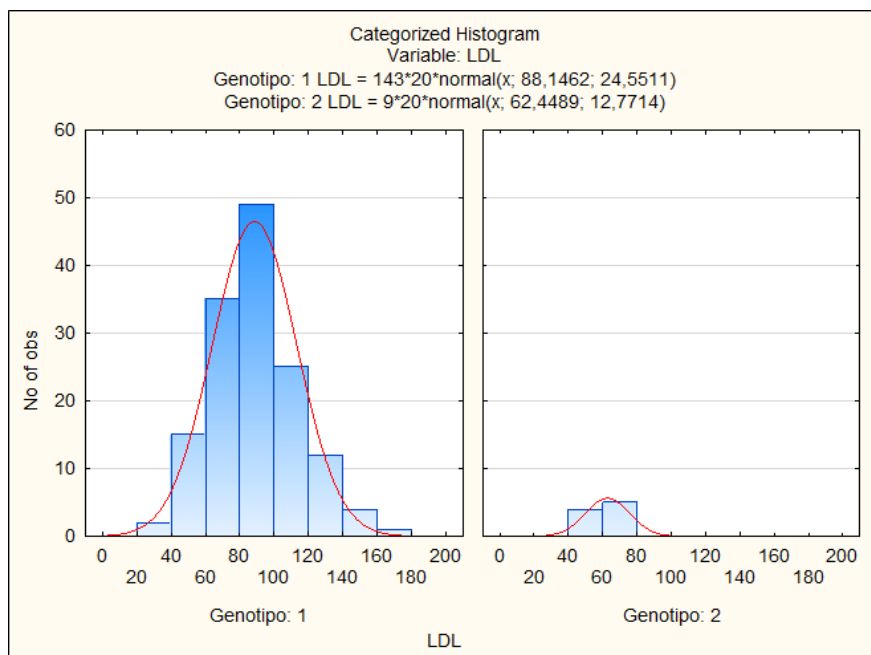 Categorized Histogram
Variable: LDL
Genotipo: 1 LDL = 143*20*normal(x; 88,1462; 24,5511)
Genotipo: 2 LDL = 9*20*normal(x; 62,4489; 12,7714)
60
50
40
30
20
10
0
No of obs
0 40 80 120 160 200
20 60 100 140 180
Genotipo: 1
0 40 80 120 160 200
20 60 100 140 180
Genotipo: 2
LDL